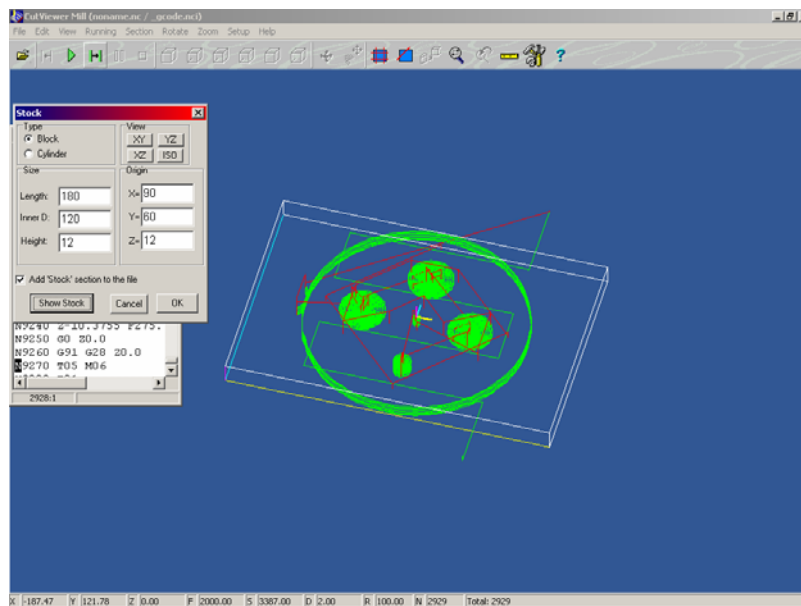 CutViewer Mill (noname.nc / _gcode.nci)
File Edit View Running Section Rotate Zoom Setup Help
Stock
Type
Block
Cylinder
View
XY YZ
XZ ISO
Size
Length: 180
Inner D: 120
Height: 12
Origin
X= 90
Y= 60
Z= 12
Add 'Stock' section to the file
Show Stock Cancel OK
N9240 Z-10.3755 F275.
N9250 G0 Z0.0
N9260 G91 G28 Z0.0
N9270 T05 M06
2928:1
X -187.47 Y 121.78 Z 0.00 F 2000.00 S 3387.00 D 2.00 R 100.00 N 2929 Total: 2929